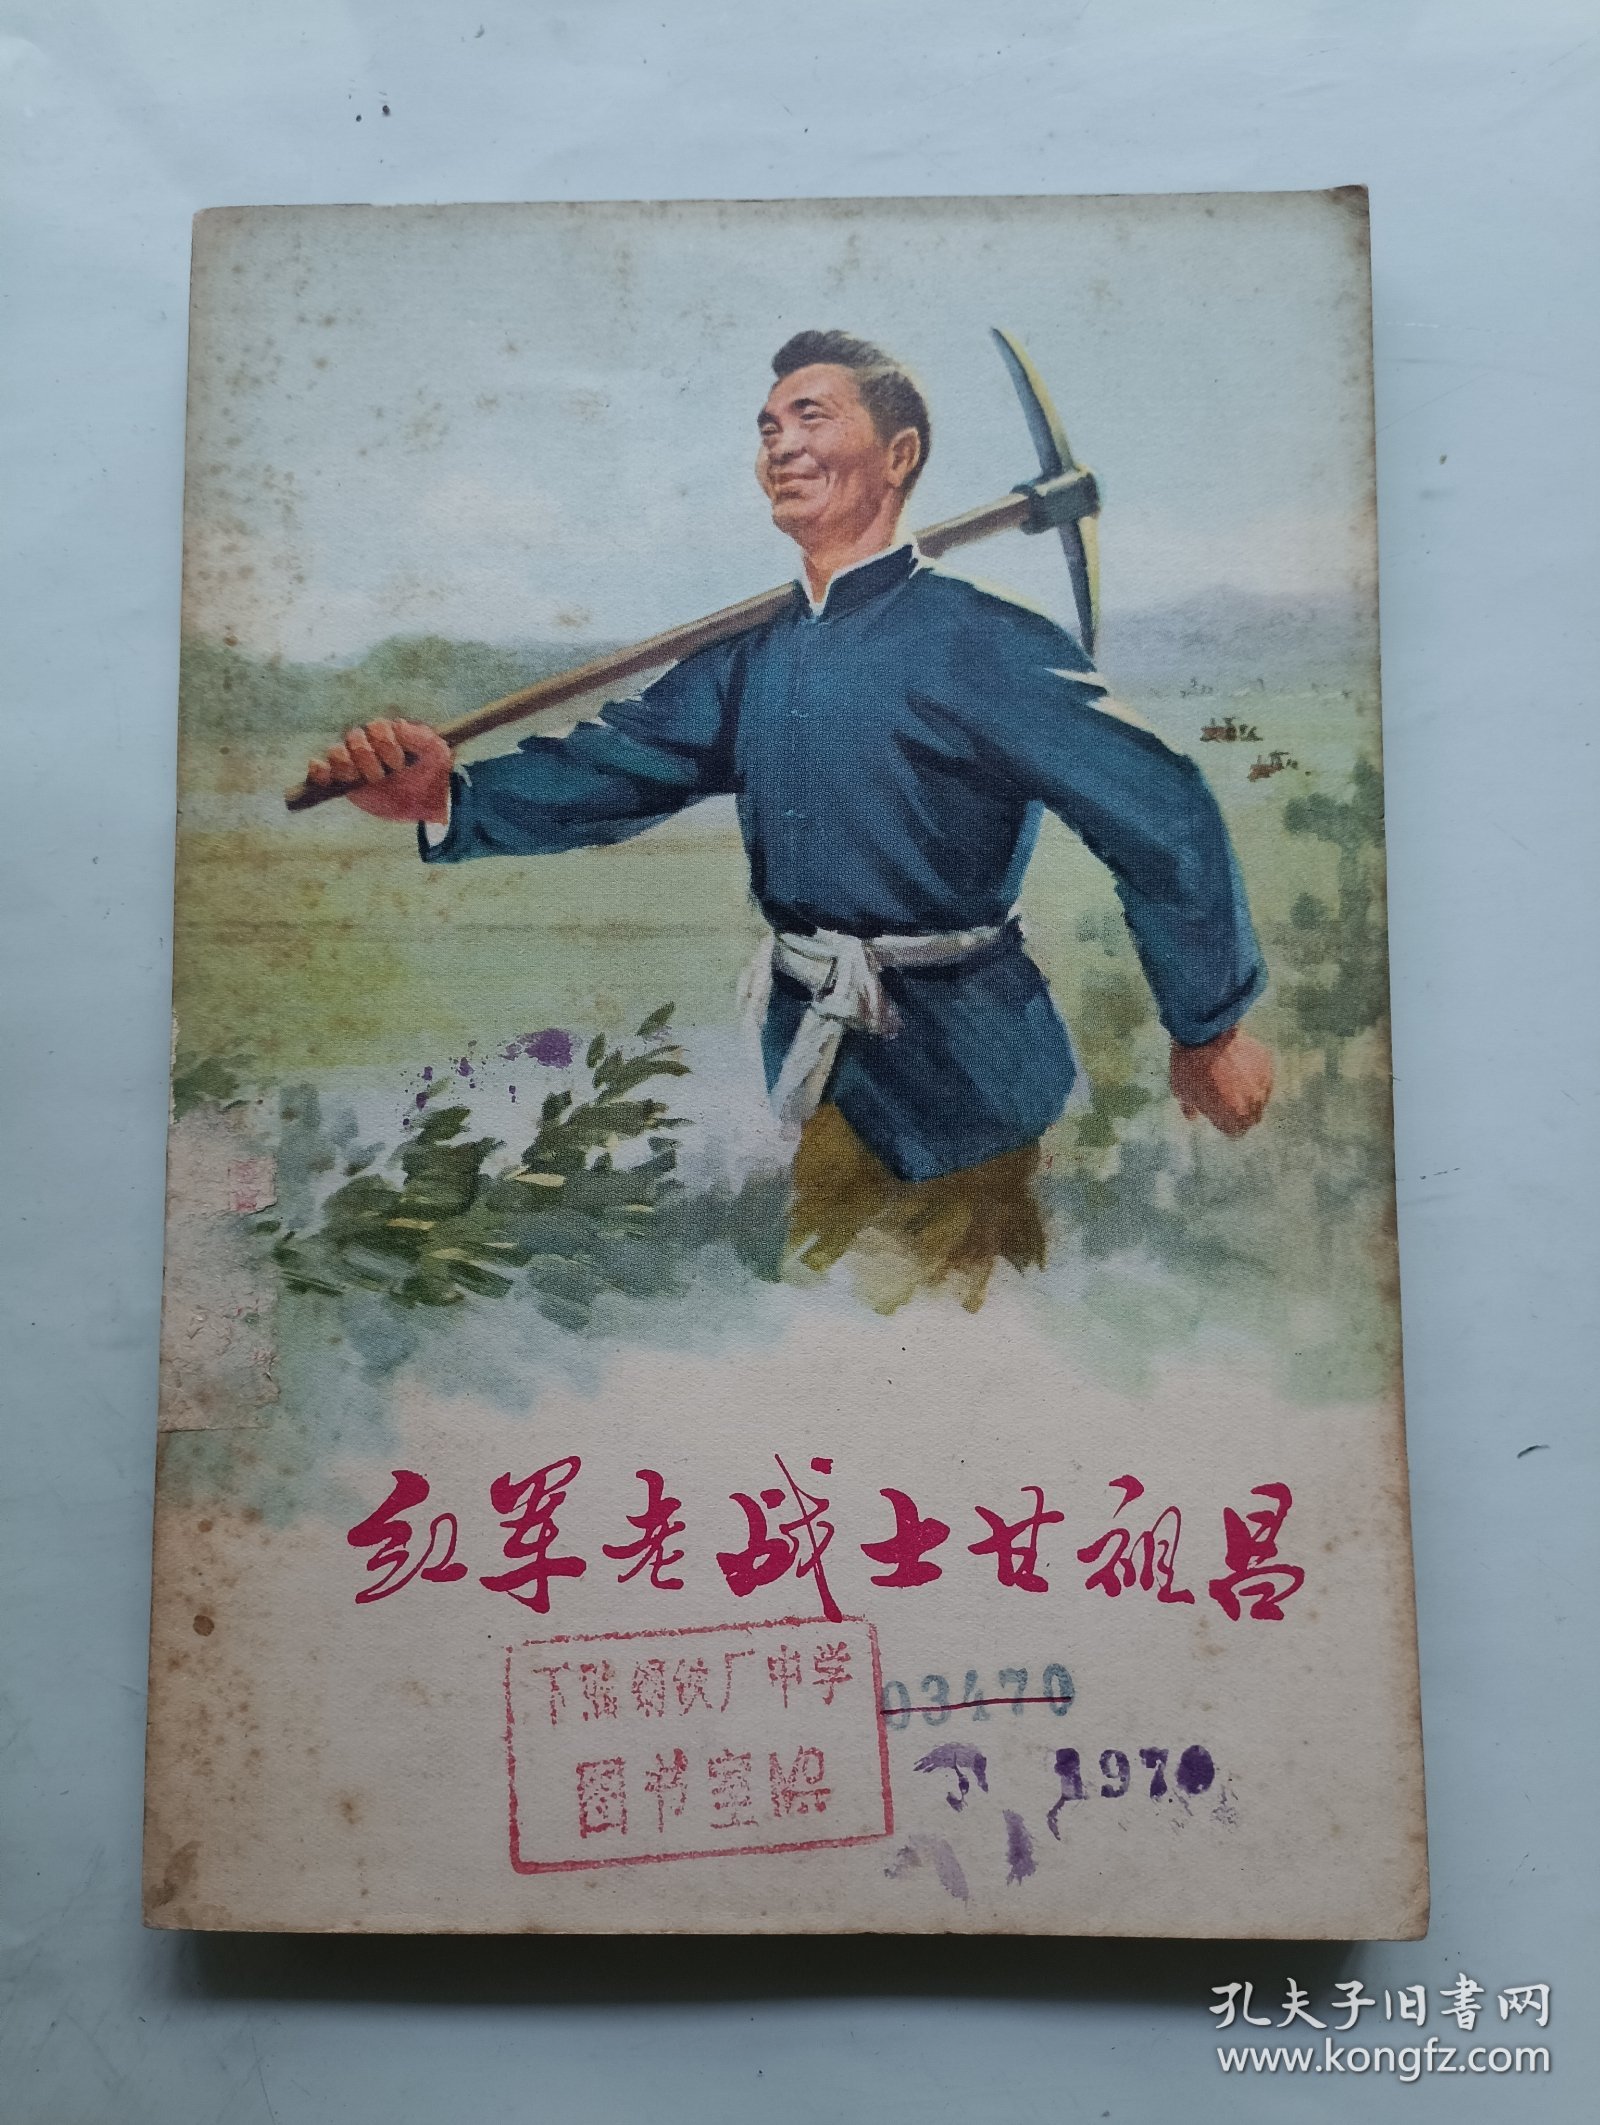 红军老战士甘祖昌
下陆钢铁厂中学
图书室 №
03470
1970
孔夫子旧书网
www.kongfz.com